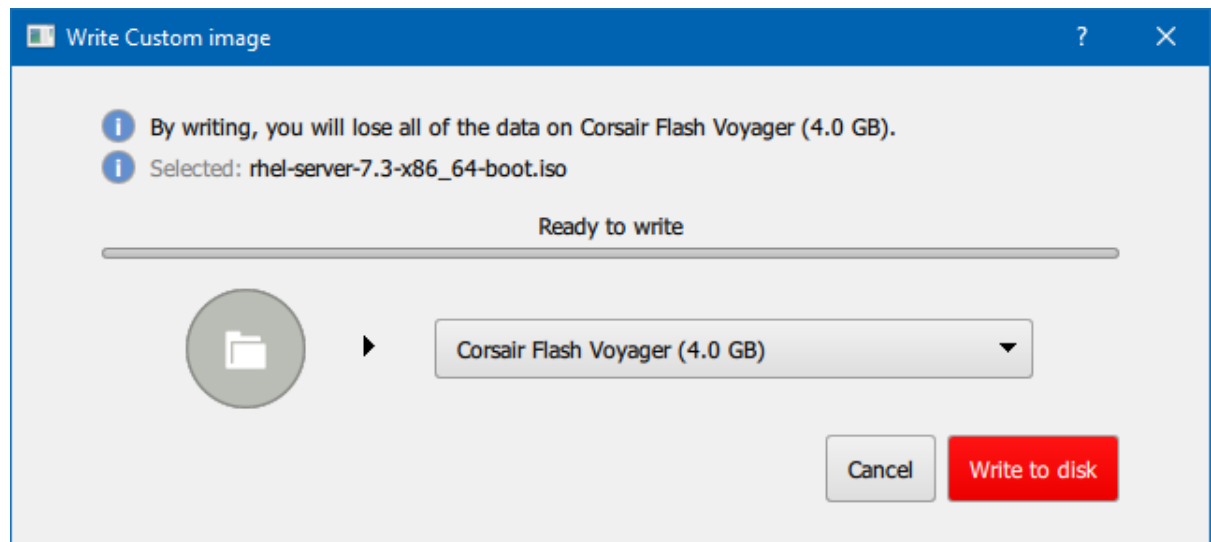 Write Custom image ?
By writing, you will lose all of the data on Corsair Flash Voyager (4.0 GB).
Selected: rhel-server-7.3-x86_64-boot.iso
Ready to write
Corsair Flash Voyager (4.0 GB)
Cancel Write to disk